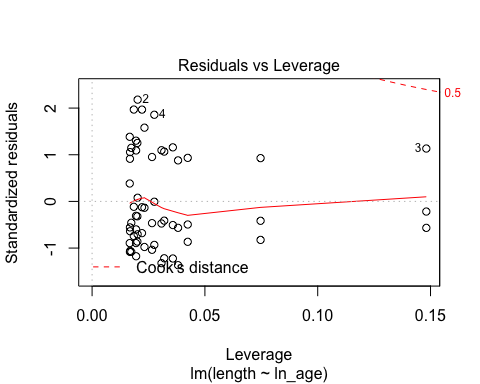 Residuals vs Leverage
Standardized residuals
2
1
0
-1
2
4
3
0.5
Cook's distance
0.00
0.05
0.10
0.15
Leverage
lm(length ~ ln_age)